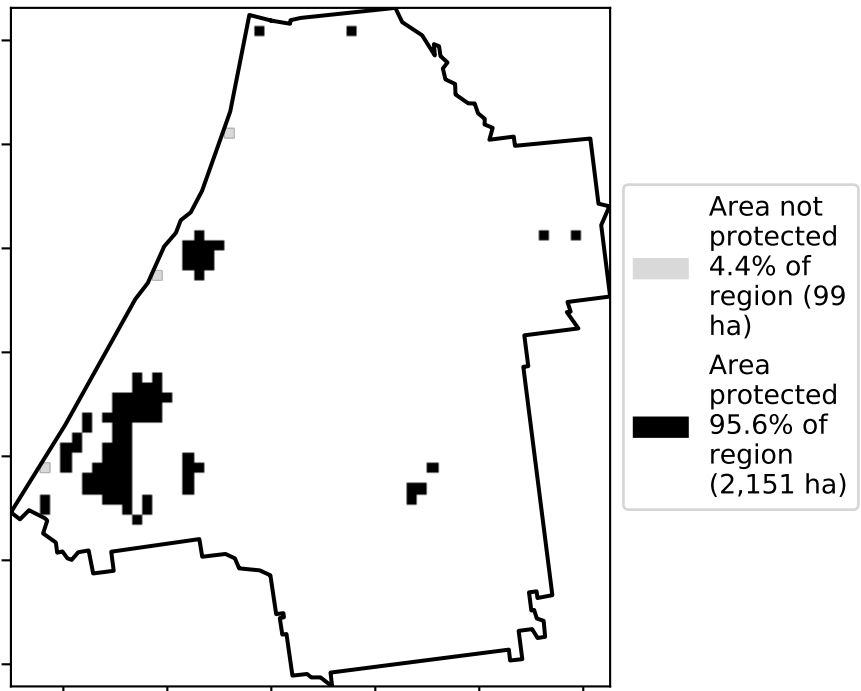 Area not
protected
4.4% of
region (99
ha)
Area
protected
95.6% of
region
(2,151 ha)